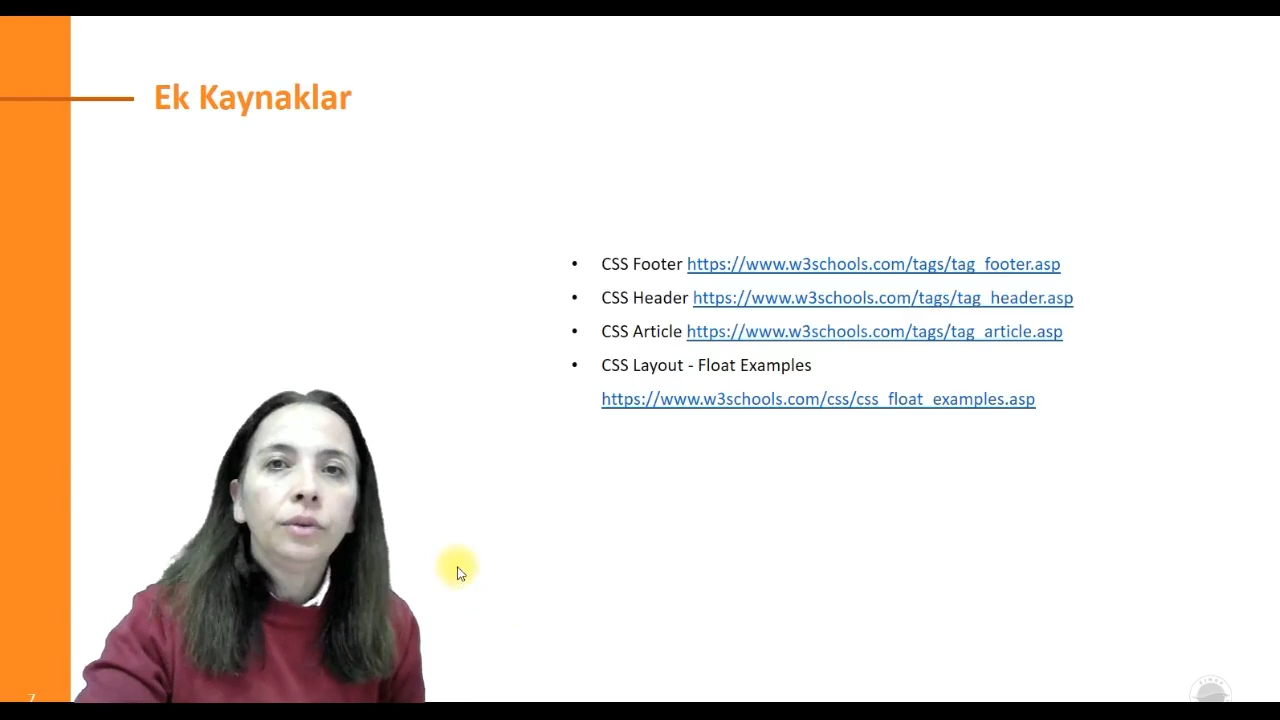 Ek Kaynaklar
• CSS Footer https://www.w3schools.com/tags/tag_footer.asp
• CSS Header https://www.w3schools.com/tags/tag_header.asp
• CSS Article https://www.w3schools.com/tags/tag_article.asp
• CSS Layout - Float Examples
https://www.w3schools.com/css/css_float_examples.asp
7